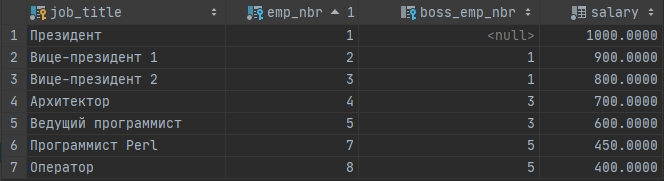 job_title emp_nbr 1 boss_emp_nbr salary
1 Президент 1 <null> 1000.0000
2 Вице-президент 1 2 1 900.0000
3 Вице-президент 2 3 1 800.0000
4 Архитектор 4 3 700.0000
5 Ведущий программист 5 3 600.0000
6 Программист Perl 7 5 450.0000
7 Оператор 8 5 400.0000